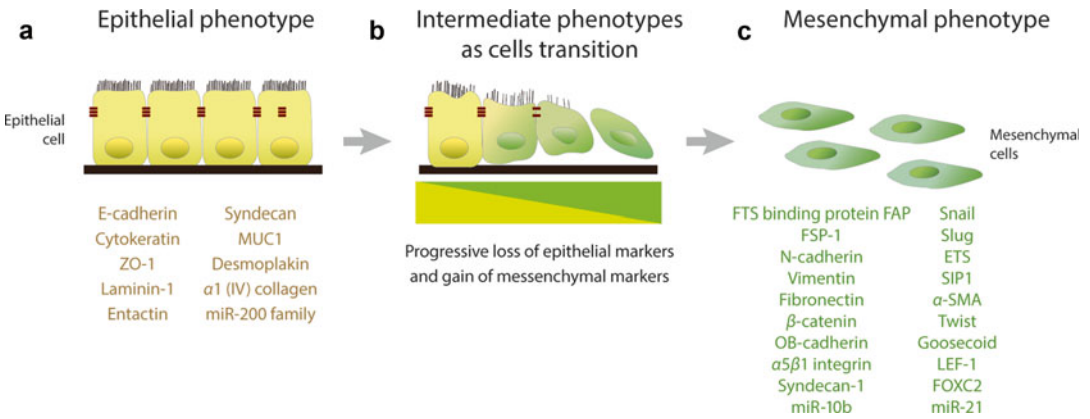 a
Epithelial phenotype
b
Intermediate phenotypes
as cells transition
c
Mesenchymal phenotype
Epithelial
cell
Mesenchymal
cells
E-cadherin
Cytokeratin
ZO-1
Laminin-1
Entactin
Syndecan
MUC1
Desmoplakin
α1 (IV) collagen
miR-200 family
Progressive loss of epithelial markers
and gain of messenchymal markers
FTS binding protein FAP
FSP-1
N-cadherin
Vimentin
Fibronectin
β-catenin
OB-cadherin
α5β1 integrin
Syndecan-1
miR-10b
Snail
Slug
ETS
SIP1
α-SMA
Twist
Goosecoid
LEF-1
FOXC2
miR-21